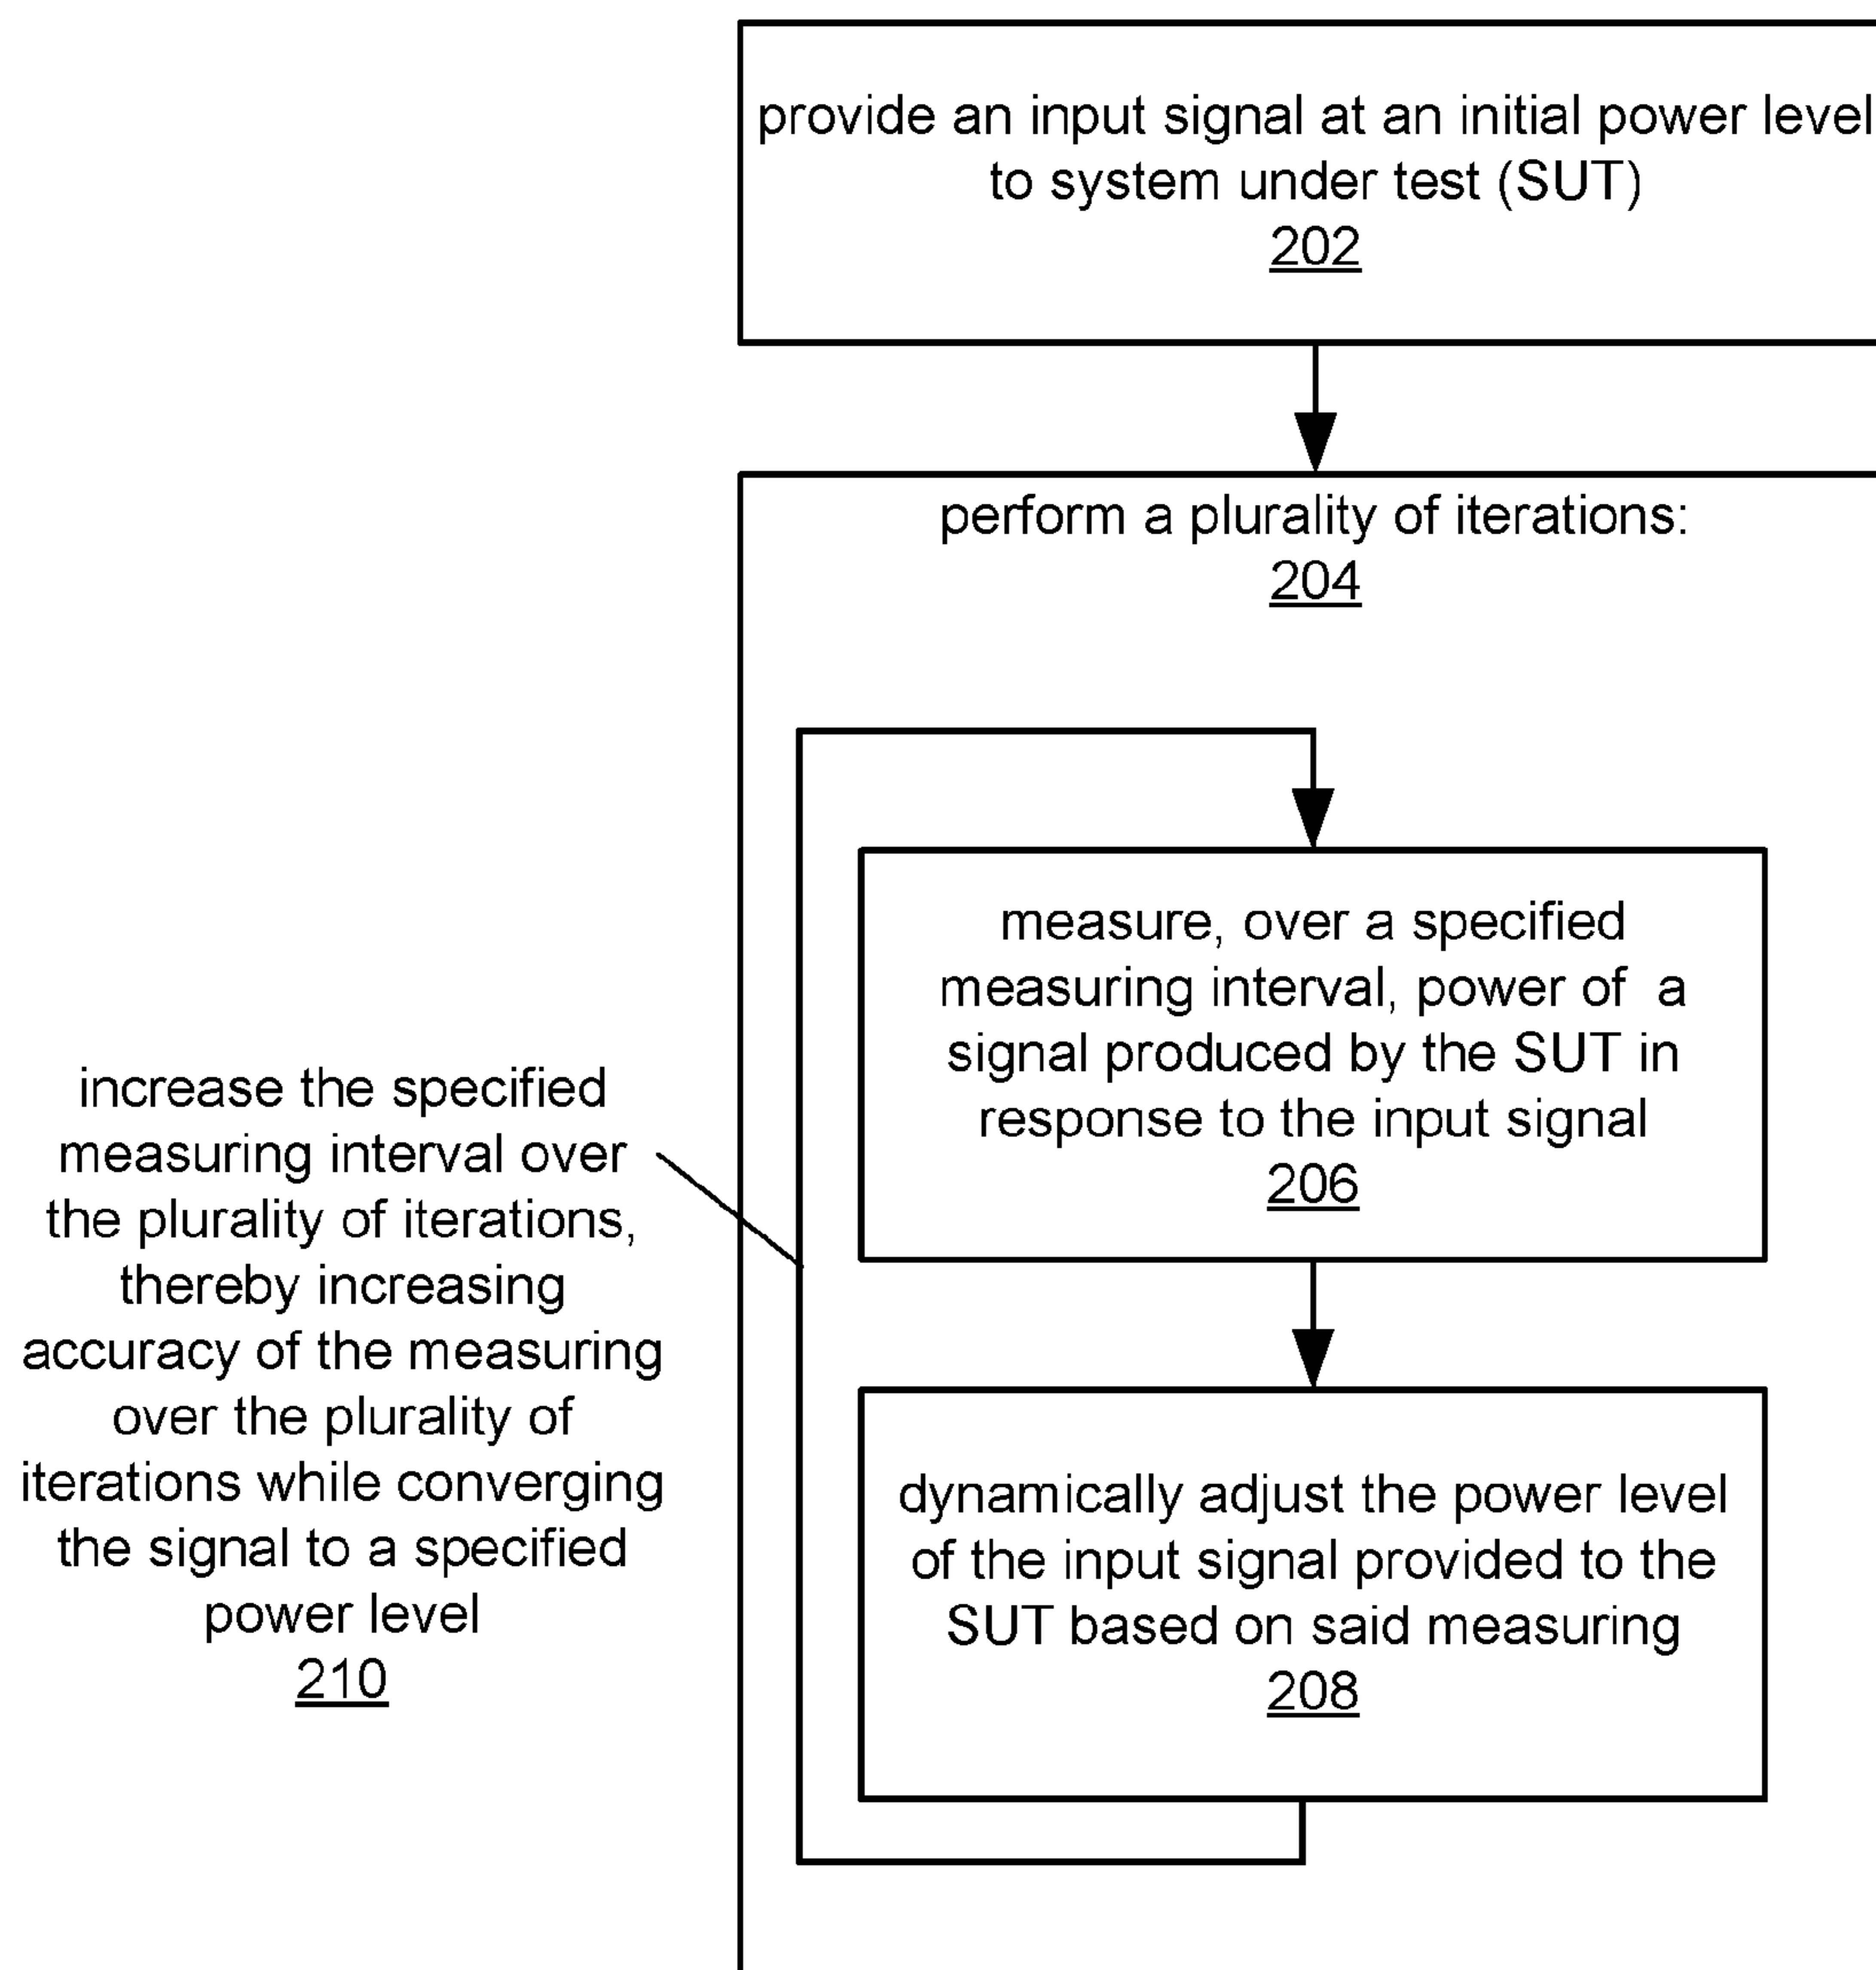 provide an input signal at an initial power level
to system under test (SUT)
202
perform a plurality of iterations:
204
measure, over a specified
measuring interval, power of a
signal produced by the SUT in
response to the input signal
206
increase the specified
measuring interval over
the plurality of iterations,
thereby increasing
accuracy of the measuring
over the plurality of
iterations while converging
the signal to a specified
power level
210
dynamically adjust the power level
of the input signal provided to the
SUT based on said measuring
208